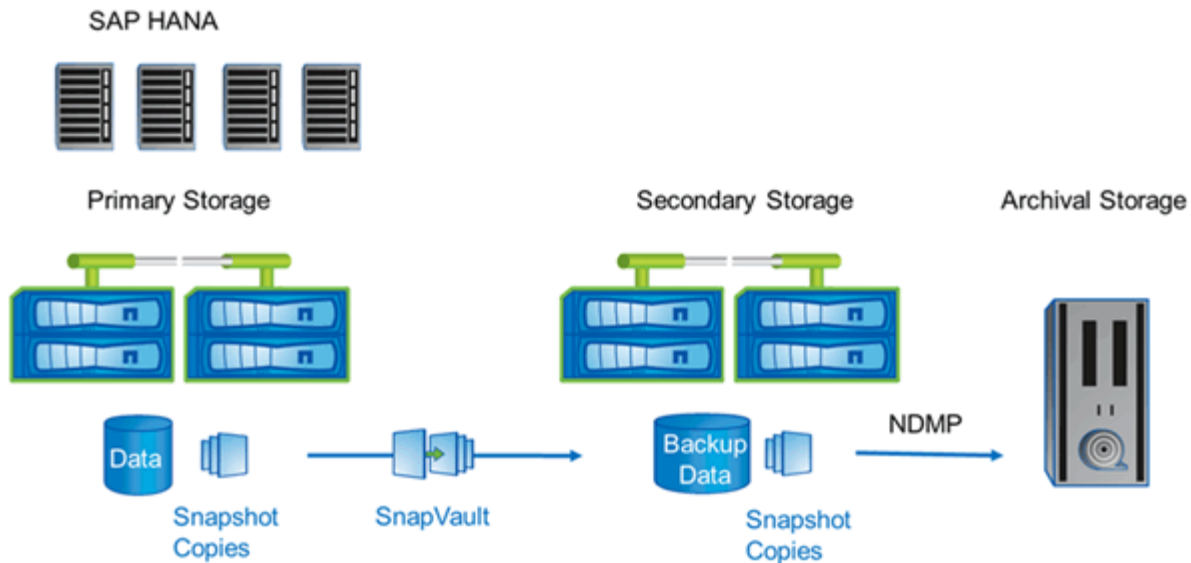 SAP HANA
Primary Storage
Secondary Storage
Archival Storage
Data
Backup
Data
NDMP
Snapshot
Copies
SnapVault
Snapshot
Copies